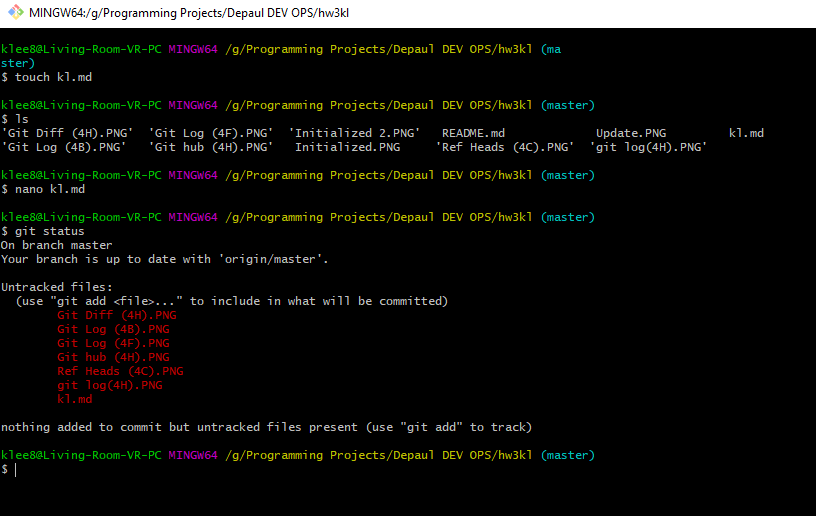 MINGW64:/g/Programming Projects/Depaul DEV OPS/hw3kl
klee8@Living-Room-VR-PC MINGW64 /g/Programming Projects/Depaul DEV OPS/hw3kl (ma
ster)
$ touch kl.md
klee8@Living-Room-VR-PC MINGW64 /g/Programming Projects/Depaul DEV OPS/hw3kl (master)
$ ls
'Git Diff (4H).PNG'  'Git Log (4F).PNG'  'Initialized 2.PNG'   README.md             Update.PNG         kl.md
'Git Log (4B).PNG'   'Git hub (4H).PNG'   Initialized.PNG     'Ref Heads (4C).PNG'  'git log(4H).PNG'
klee8@Living-Room-VR-PC MINGW64 /g/Programming Projects/Depaul DEV OPS/hw3kl (master)
$ nano kl.md
klee8@Living-Room-VR-PC MINGW64 /g/Programming Projects/Depaul DEV OPS/hw3kl (master)
$ git status
On branch master
Your branch is up to date with 'origin/master'.
Untracked files:
  (use "git add <file>..." to include in what will be committed)
        Git Diff (4H).PNG
        Git Log (4B).PNG
        Git Log (4F).PNG
        Git hub (4H).PNG
        Ref Heads (4C).PNG
        git log(4H).PNG
        kl.md
nothing added to commit but untracked files present (use "git add" to track)
klee8@Living-Room-VR-PC MINGW64 /g/Programming Projects/Depaul DEV OPS/hw3kl (master)
$